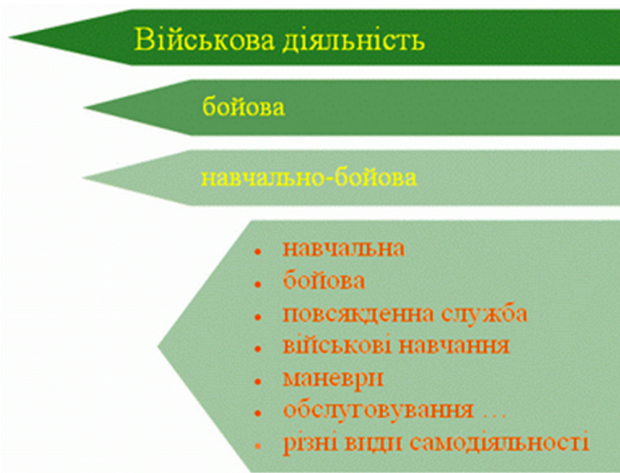 Військова діяльність
бойова
навчально-бойова
• навчальна
• бойова
• повсякденна служба
• військові навчання
• маневри
• обслуговування ...
• різні види самодіяльності